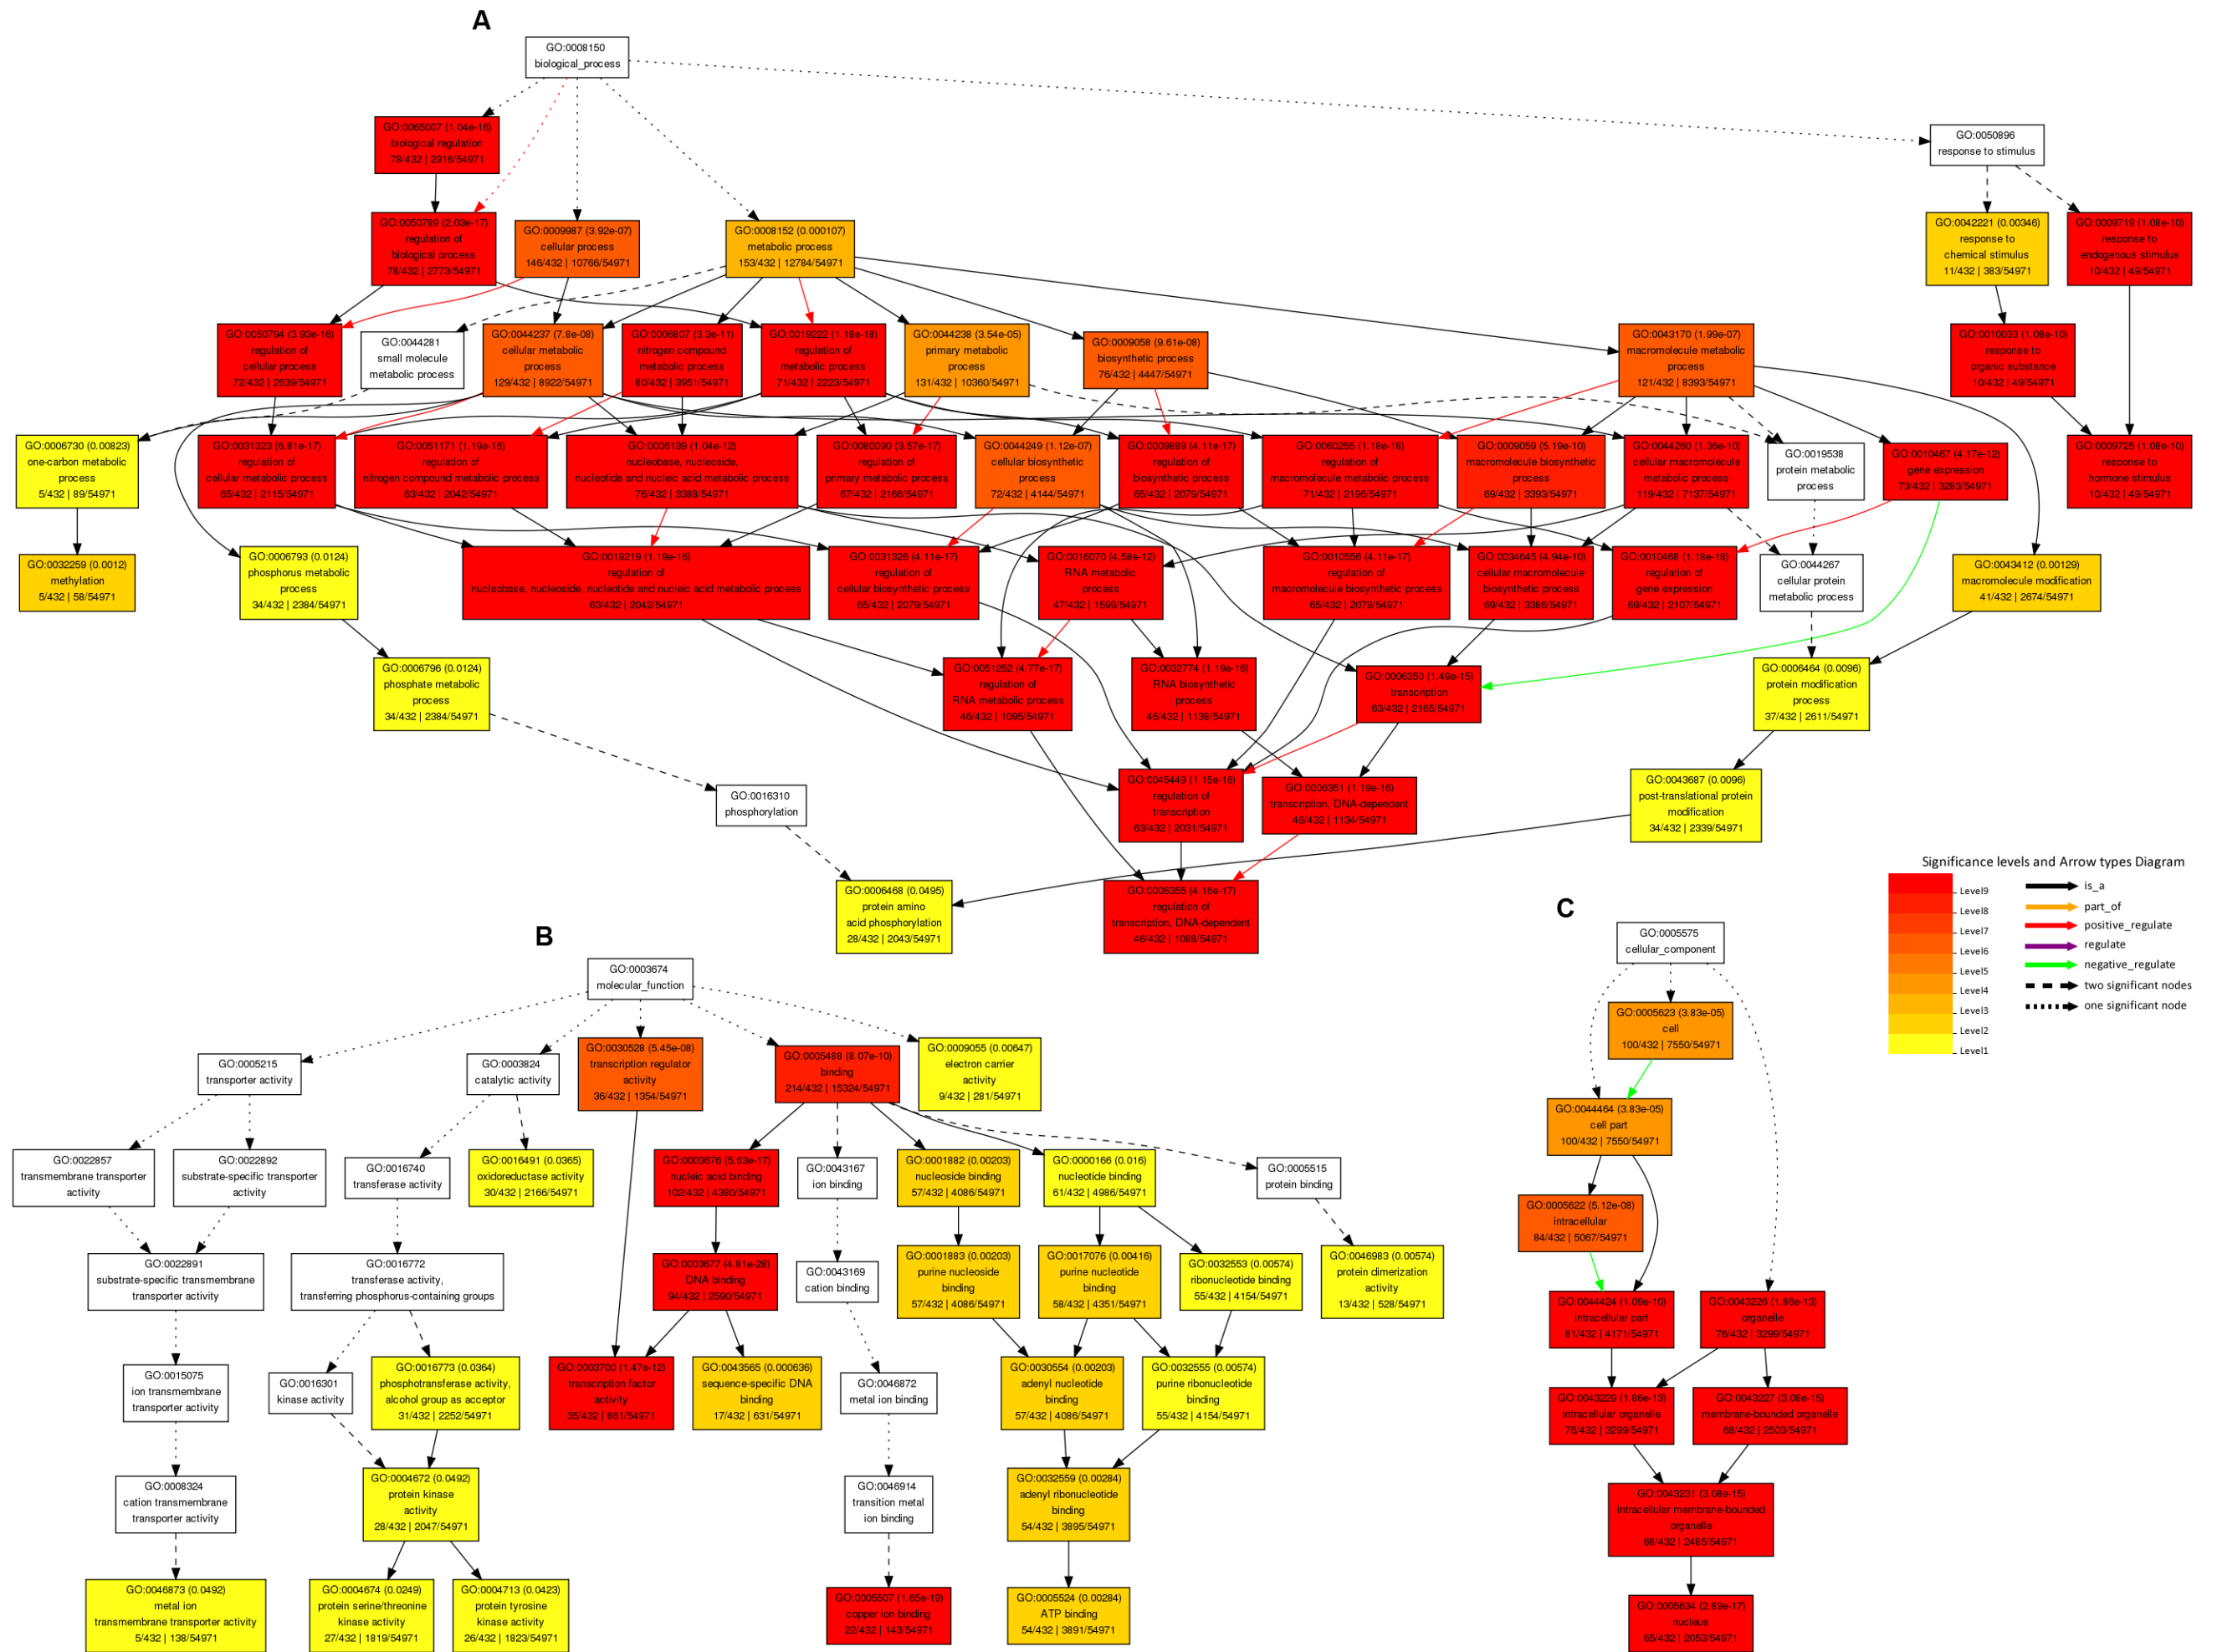 A
GO:0008150
biological_process
GO:0065007 (1.04e-16)
biological regulation
78/432 | 2916/54971
GO:0050896
response to stimulus
GO:0050789 (2.03e-17)
regulation of
biological process
78/432 | 2773/54971
GO:0009987 (3.92e-07)
cellular process
146/432 | 10766/54971
GO:0008152 (0.000107)
metabolic process
153/432 | 12784/54971
GO:0042221 (0.00346)
response to
chemical stimulus
11/432 | 383/54971
GO:0009719 (1.08e-10)
response to
endogenous stimulus
10/432 | 49/54971
GO:0050794 (3.93e-16)
regulation of
cellular process
72/432 | 2639/54971
GO:0044281
small molecule
metabolic process
GO:0044237 (7.8e-08)
cellular metabolic
process
129/432 | 8922/54971
GO:0006807 (3.3e-11)
nitrogen compound
metabolic process
80/432 | 3951/54971
GO:0019222 (1.18e-18)
regulation of
metabolic process
71/432 | 2223/54971
GO:0044238 (3.54e-05)
primary metabolic
process
131/432 | 10360/54971
GO:0009058 (9.61e-08)
biosynthetic process
76/432 | 4447/54971
GO:0043170 (1.99e-07)
macromolecule metabolic
process
121/432 | 8393/54971
GO:0010033 (1.08e-10)
response to
organic substance
10/432 | 49/54971
GO:0006730 (0.00823)
one-carbon metabolic
process
5/432 | 89/54971
GO:0031323 (6.81e-17)
regulation of
cellular metabolic process
65/432 | 2115/54971
GO:0051171 (1.19e-16)
regulation of
nitrogen compound metabolic process
63/432 | 2042/54971
GO:0006139 (1.04e-12)
nucleobase, nucleoside,
nucleotide and nucleic acid metabolic process
76/432 | 3388/54971
GO:0080090 (3.57e-17)
regulation of
primary metabolic process
67/432 | 2166/54971
GO:0044249 (1.12e-07)
cellular biosynthetic
process
72/432 | 4144/54971
GO:0009889 (4.11e-17)
regulation of
biosynthetic process
65/432 | 2079/54971
GO:0060255 (1.18e-18)
regulation of
macromolecule metabolic process
71/432 | 2196/54971
GO:0009059 (5.19e-10)
macromolecule biosynthetic
process
69/432 | 3393/54971
GO:0044260 (1.36e-10)
cellular macromolecule
metabolic process
119/432 | 7137/54971
GO:0019538
protein metabolic
process
GO:0010467 (4.17e-12)
gene expression
73/432 | 3283/54971
GO:0009725 (1.08e-10)
response to
hormone stimulus
10/432 | 49/54971
GO:0032259 (0.0012)
methylation
5/432 | 58/54971
GO:0006793 (0.0124)
phosphorus metabolic
process
34/432 | 2384/54971
GO:0019219 (1.19e-16)
regulation of
nucleobase, nucleoside, nucleotide and nucleic acid metabolic process
63/432 | 2042/54971
GO:0031326 (4.11e-17)
regulation of
cellular biosynthetic process
65/432 | 2079/54971
GO:0016070 (4.58e-12)
RNA metabolic
process
47/432 | 1599/54971
GO:0010556 (4.11e-17)
regulation of
macromolecule biosynthetic process
65/432 | 2079/54971
GO:0034645 (4.94e-10)
cellular macromolecule
biosynthetic process
69/432 | 3386/54971
GO:0010468 (1.18e-18)
regulation of
gene expression
69/432 | 2107/54971
GO:0044267
cellular protein
metabolic process
GO:0043412 (0.00129)
macromolecule modification
41/432 | 2674/54971
GO:0006796 (0.0124)
phosphate metabolic
process
34/432 | 2384/54971
GO:0051252 (4.77e-17)
regulation of
RNA metabolic process
46/432 | 1095/54971
GO:0032774 (1.19e-16)
RNA biosynthetic
process
46/432 | 1138/54971
GO:0006350 (1.49e-15)
transcription
63/432 | 2165/54971
GO:0006464 (0.0096)
protein modification
process
37/432 | 2611/54971
GO:0016310
phosphorylation
GO:0045449 (1.15e-16)
regulation of
transcription
63/432 | 2031/54971
GO:0006351 (1.19e-16)
transcription, DNA-dependent
46/432 | 1134/54971
GO:0043687 (0.0096)
post-translational protein
modification
34/432 | 2339/54971
GO:0006468 (0.0495)
protein amino
acid phosphorylation
28/432 | 2043/54971
GO:0006355 (4.16e-17)
regulation of
transcription, DNA-dependent
46/432 | 1088/54971
Significance levels and Arrow types Diagram
Level9
Level8
Level7
Level6
Level5
Level4
Level3
Level2
Level1
is_a
part_of
positive_regulate
regulate
negative_regulate
two significant nodes
one significant node
B
GO:0003674
molecular_function
GO:0005215
transporter activity
GO:0003824
catalytic activity
GO:0030528 (5.45e-08)
transcription regulator
activity
36/432 | 1354/54971
GO:0005488 (8.07e-10)
binding
214/432 | 15324/54971
GO:0009055 (0.00647)
electron carrier
activity
9/432 | 281/54971
GO:0022857
transmembrane transporter
activity
GO:0022892
substrate-specific transporter
activity
GO:0016740
transferase activity
GO:0016491 (0.0365)
oxidoreductase activity
30/432 | 2166/54971
GO:0003676 (5.63e-17)
nucleic acid binding
102/432 | 4380/54971
GO:0043167
ion binding
GO:0001882 (0.00203)
nucleoside binding
57/432 | 4086/54971
GO:0000166 (0.016)
nucleotide binding
61/432 | 4986/54971
GO:0005515
protein binding
GO:0022891
substrate-specific transmembrane
transporter activity
GO:0016772
transferase activity,
transferring phosphorus-containing groups
GO:0003677 (4.81e-28)
DNA binding
94/432 | 2590/54971
GO:0043169
cation binding
GO:0001883 (0.00203)
purine nucleoside
binding
57/432 | 4086/54971
GO:0017076 (0.00416)
purine nucleotide
binding
58/432 | 4351/54971
GO:0032553 (0.00574)
ribonucleotide binding
55/432 | 4154/54971
GO:0046983 (0.00574)
protein dimerization
activity
13/432 | 528/54971
GO:0015075
ion transmembrane
transporter activity
GO:0016301
kinase activity
GO:0016773 (0.0364)
phosphotransferase activity,
alcohol group as acceptor
31/432 | 2252/54971
GO:0003700 (1.47e-12)
transcription factor
activity
35/432 | 861/54971
GO:0043565 (0.000636)
sequence-specific DNA
binding
17/432 | 631/54971
GO:0046872
metal ion binding
GO:0030554 (0.00203)
adenyl nucleotide
binding
57/432 | 4086/54971
GO:0032555 (0.00574)
purine ribonucleotide
binding
55/432 | 4154/54971
GO:0008324
cation transmembrane
transporter activity
GO:0004672 (0.0492)
protein kinase
activity
28/432 | 2047/54971
GO:0046914
transition metal
ion binding
GO:0032559 (0.00284)
adenyl ribonucleotide
binding
54/432 | 3895/54971
GO:0046873 (0.0492)
metal ion
transmembrane transporter activity
5/432 | 138/54971
GO:0004674 (0.0249)
protein serine/threonine
kinase activity
27/432 | 1819/54971
GO:0004713 (0.0423)
protein tyrosine
kinase activity
26/432 | 1823/54971
GO:0005507 (1.65e-19)
copper ion binding
22/432 | 143/54971
GO:0005524 (0.00284)
ATP binding
54/432 | 3891/54971
C
GO:0005575
cellular_component
GO:0005623 (3.83e-05)
cell
100/432 | 7550/54971
GO:0044464 (3.83e-05)
cell part
100/432 | 7550/54971
GO:0005622 (5.12e-08)
intracellular
84/432 | 5067/54971
GO:0044424 (1.09e-10)
intracellular part
81/432 | 4171/54971
GO:0043226 (1.86e-13)
organelle
76/432 | 3299/54971
GO:0043229 (1.86e-13)
intracellular organelle
76/432 | 3299/54971
GO:0043227 (3.08e-15)
membrane-bounded organelle
68/432 | 2503/54971
GO:0043231 (3.08e-15)
intracellular membrane-bounded
organelle
68/432 | 2485/54971
GO:0005634 (2.89e-17)
nucleus
65/432 | 2053/54971